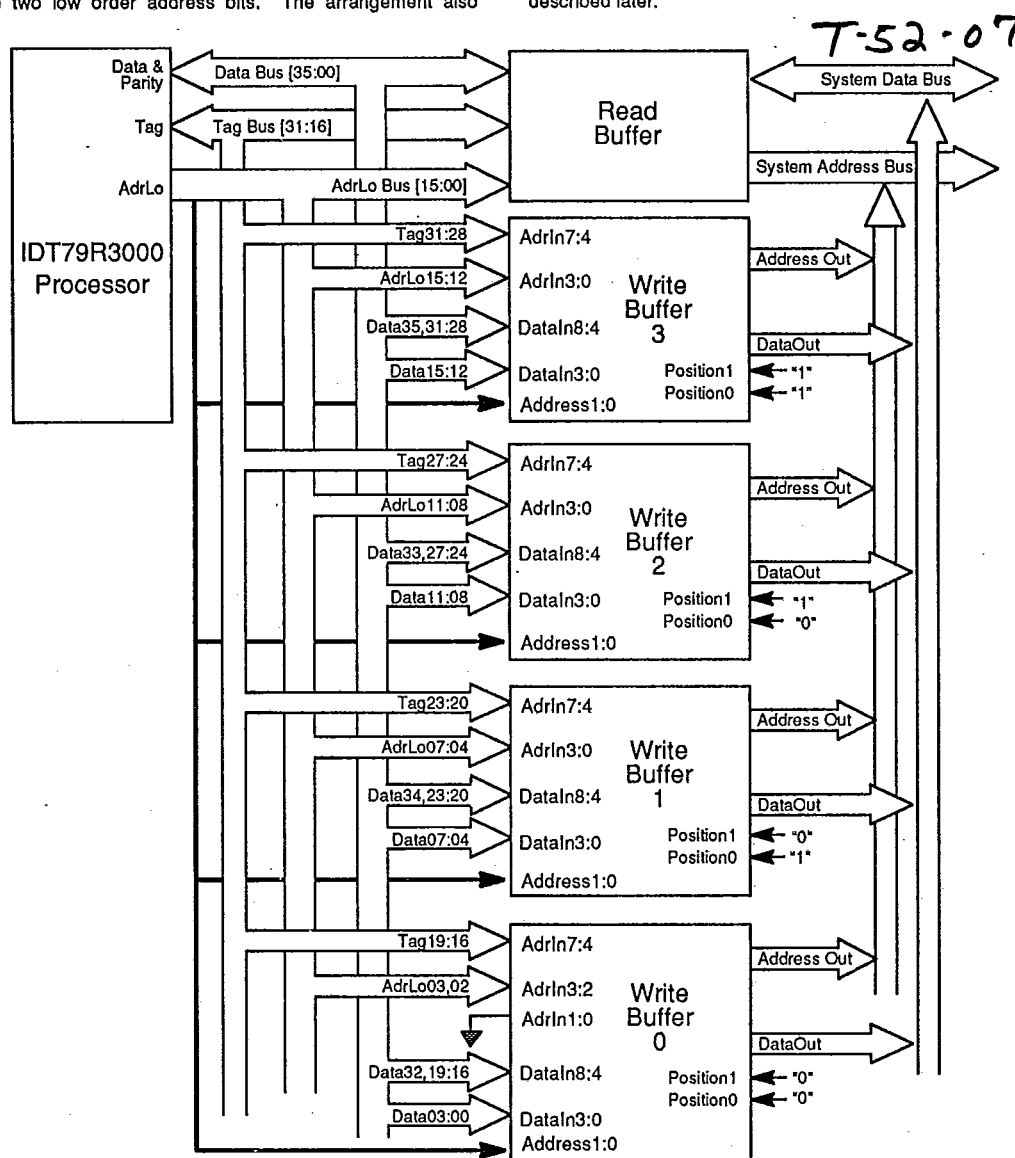 two low order address bits. The arrangement also
described later.
T-52-07
Data &
Parity
Data Bus [35:00]
Tag
Tag Bus [31:16]
AdrLo
AdrLo Bus [15:00]
IDT79R3000
Processor
Read
Buffer
System Data Bus
System Address Bus
Tag31:28
AdrLo15:12
Data35,31:28
Data15:12
AdrIn7:4
AdrIn3:0
DataIn8:4
DataIn3:0
Address1:0
Write
Buffer
3
Position1
Position0
Address Out
DataOut
"1"
"1"
Tag27:24
AdrLo11:08
Data33,27:24
Data11:08
AdrIn7:4
AdrIn3:0
DataIn8:4
DataIn3:0
Address1:0
Write
Buffer
2
Position1
Position0
Address Out
DataOut
"1"
"0"
Tag23:20
AdrLo07:04
Data34,23:20
Data07:04
AdrIn7:4
AdrIn3:0
DataIn8:4
DataIn3:0
Address1:0
Write
Buffer
1
Position1
Position0
Address Out
DataOut
"0"
"1"
Tag19:16
AdrLo03,02
Data32,19:16
Data03:00
AdrIn7:4
AdrIn3:2
AdrIn1:0
DataIn8:4
DataIn3:0
Address1:0
Write
Buffer
0
Position1
Position0
Address Out
DataOut
"0"
"0"